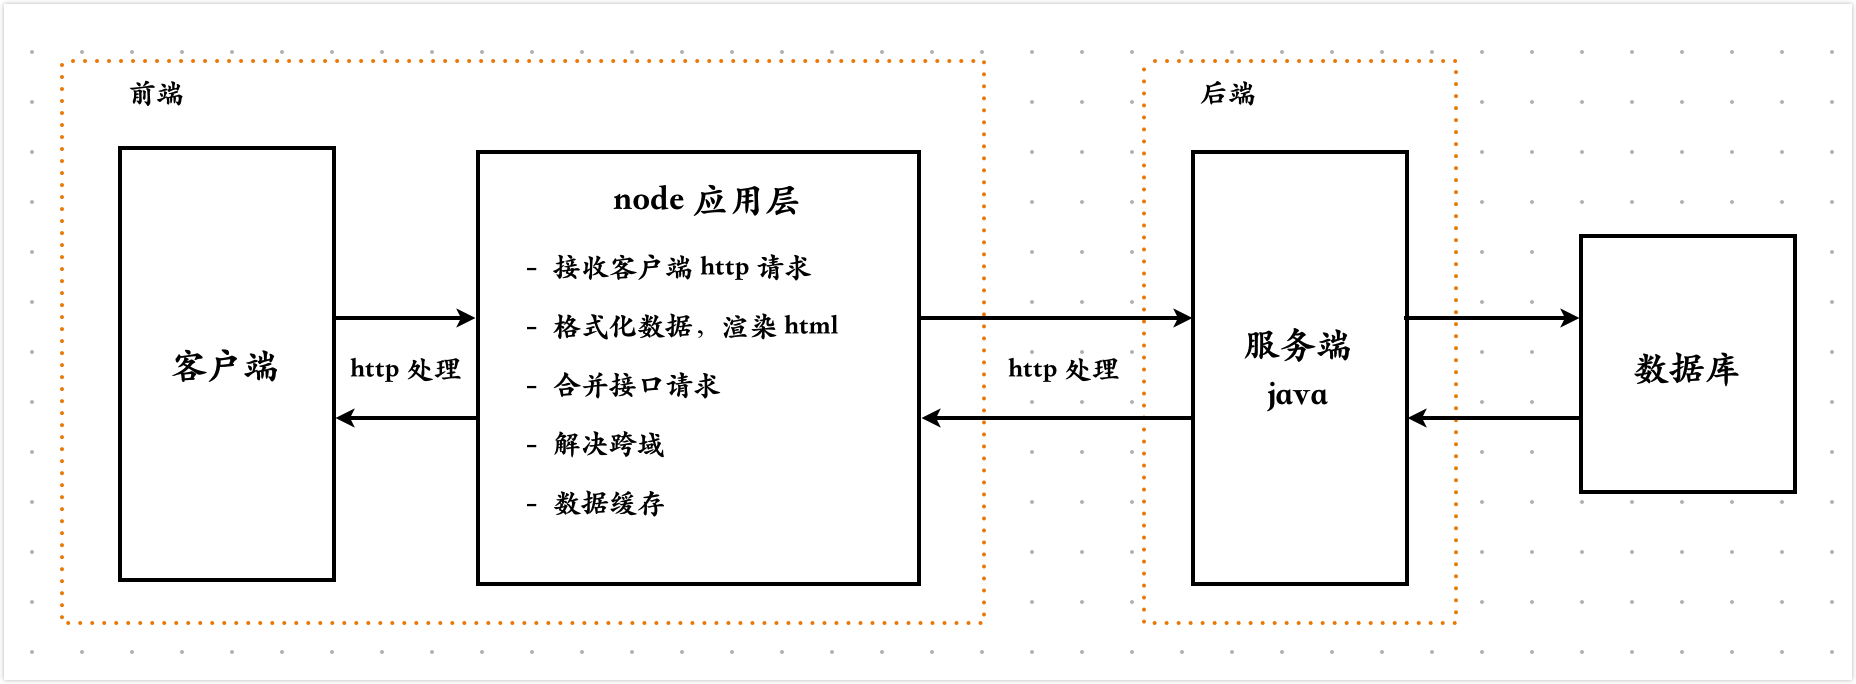 前端
客户端
http 处理
node 应用层
- 接收客户端 http 请求
- 格式化数据，渲染 html
- 合并接口请求
- 解决跨域
- 数据缓存
http 处理
后端
服务端
java
数据库